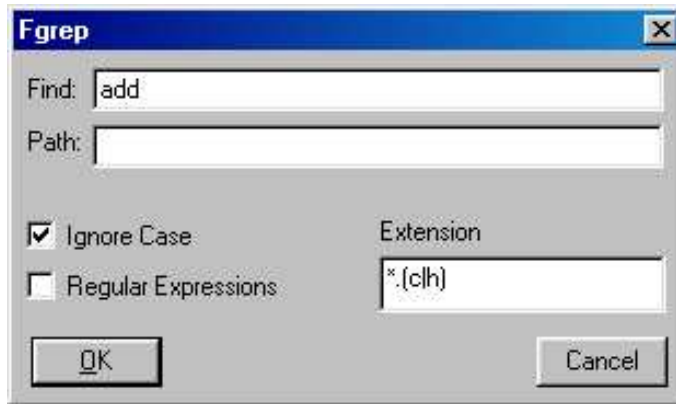 Fgrep
Find: add
Path:
Ignore Case
Extension
Regular Expressions
*.(c|h)
OK
Cancel